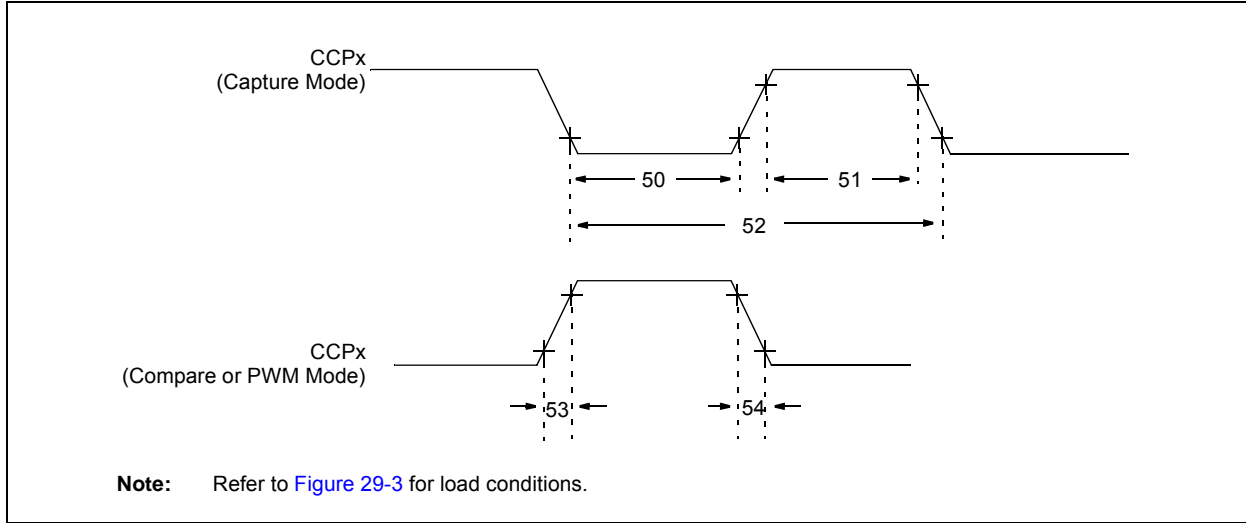 CCPx
(Capture Mode)
50
51
52
CCPx
(Compare or PWM Mode)
53
54
Note: Refer to Figure 29-3 for load conditions.